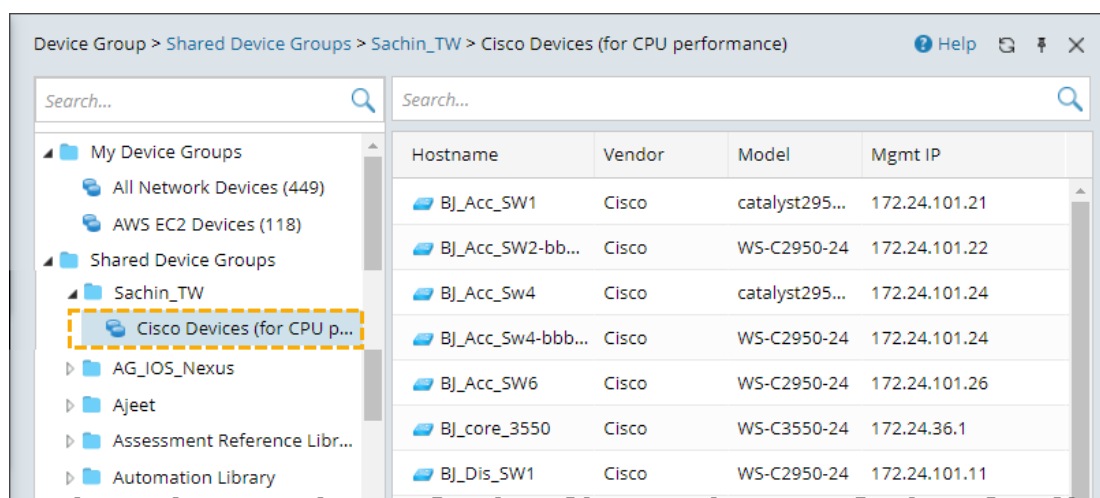 Device Group > Shared Device Groups > Sachin_TW > Cisco Devices (for CPU performance) Help
Search... Search...
My Device Groups
All Network Devices (449)
AWS EC2 Devices (118)
Shared Device Groups
Sachin_TW
Cisco Devices (for CPU p...
AG_IOS_Nexus
Ajeet
Assessment Reference Libr...
Automation Library
Hostname Vendor Model Mgmt IP
BJ_Acc_SW1 Cisco catalyst295... 172.24.101.21
BJ_Acc_SW2-bb... Cisco WS-C2950-24 172.24.101.22
BJ_Acc_Sw4 Cisco catalyst295... 172.24.101.24
BJ_Acc_Sw4-bbb... Cisco WS-C2950-24 172.24.101.24
BJ_Acc_SW6 Cisco WS-C2950-24 172.24.101.26
BJ_core_3550 Cisco WS-C3550-24 172.24.36.1
BJ_Dis_SW1 Cisco WS-C2950-24 172.24.101.11